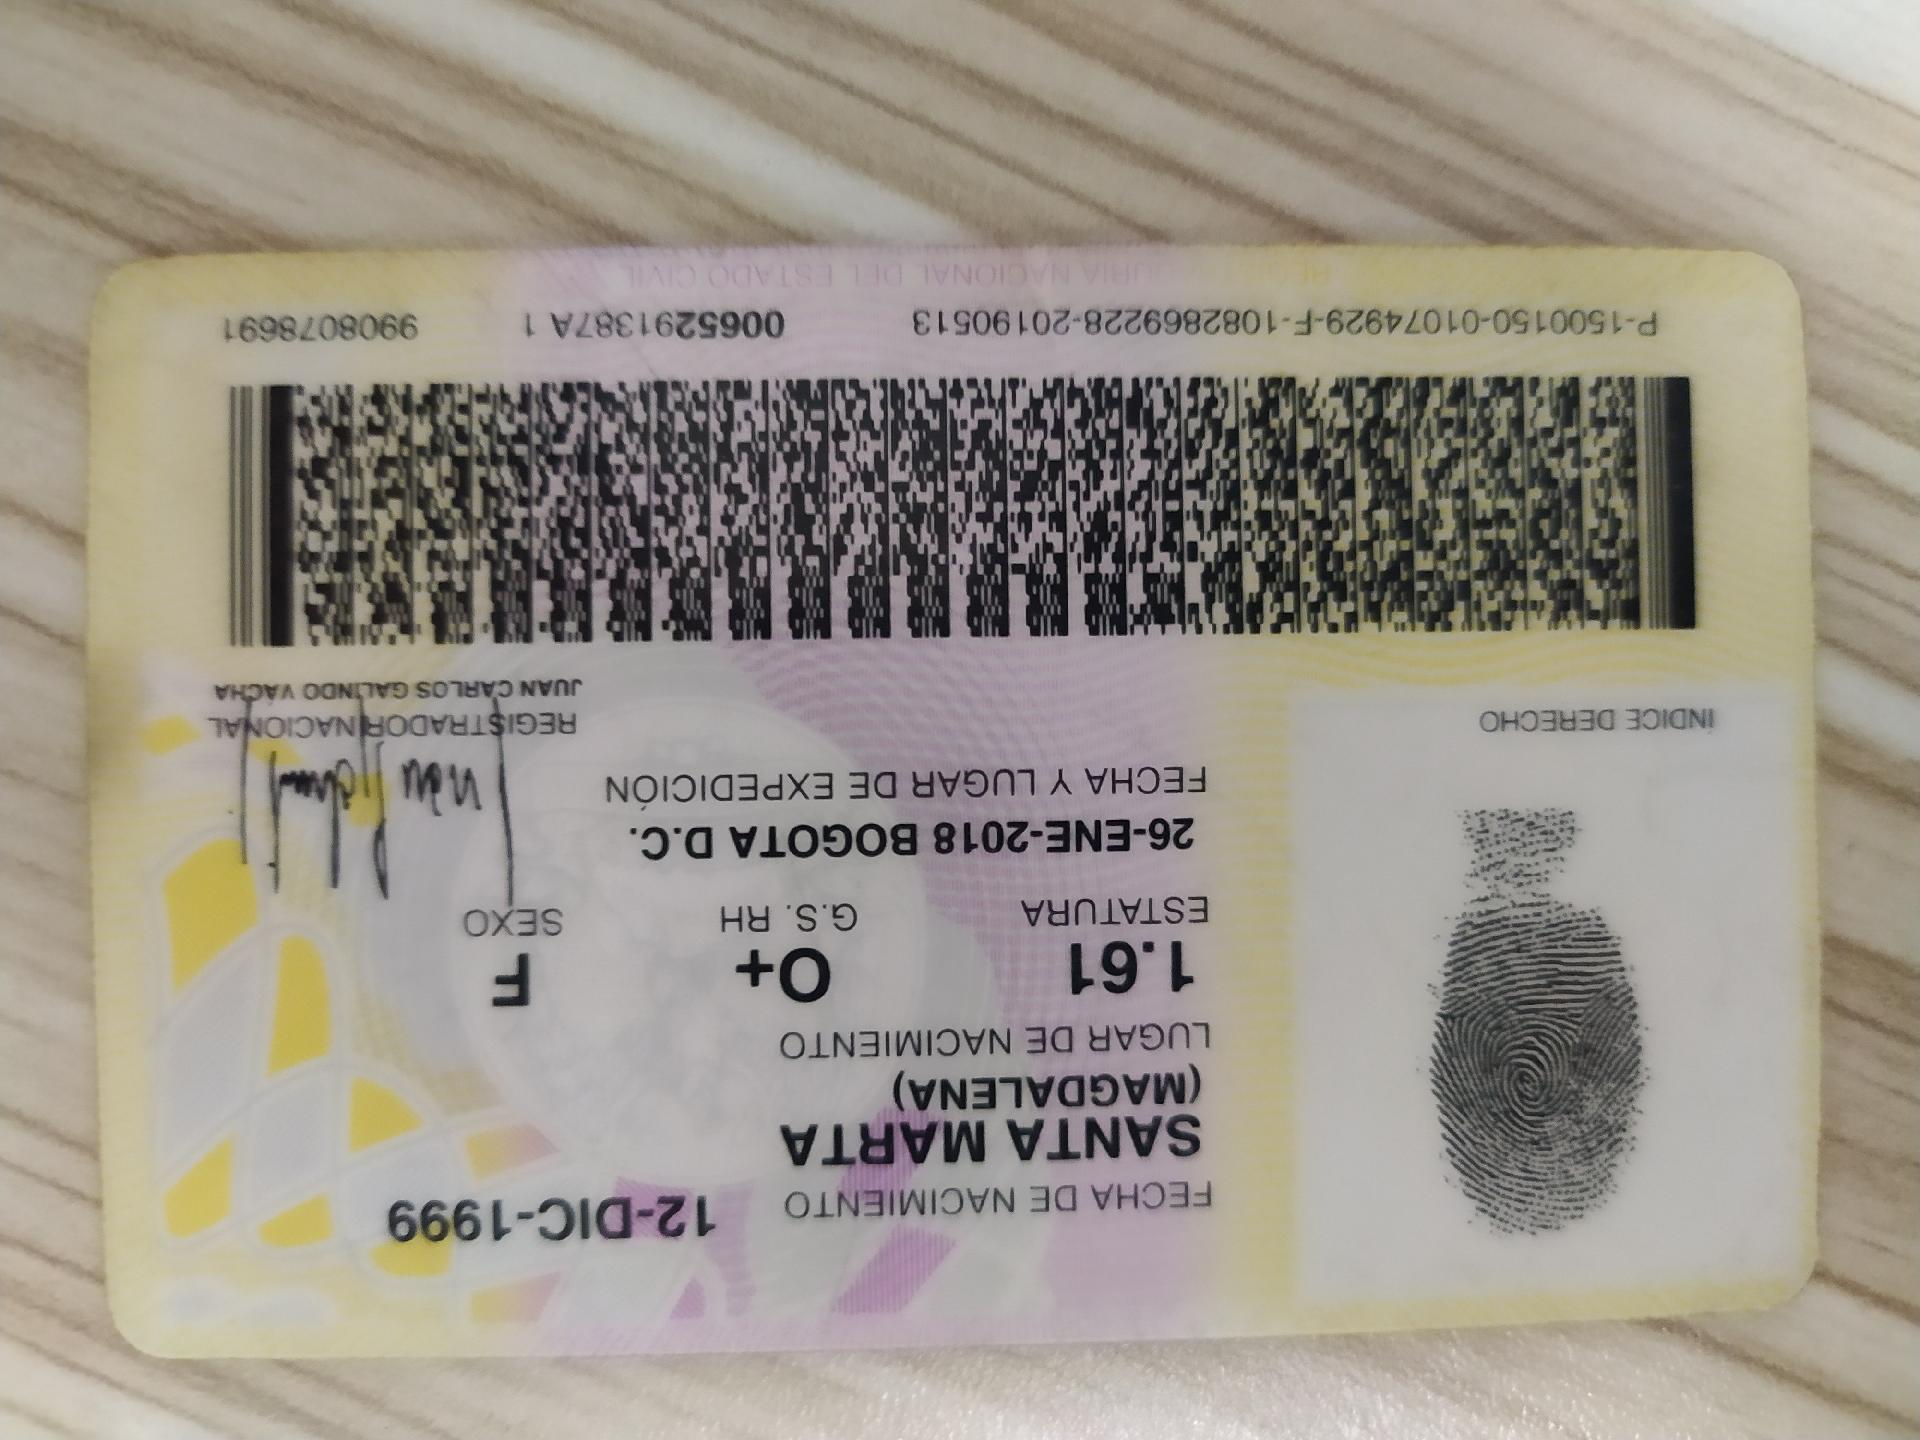 FECHA DE NACIMIENTO 12-DIC-1999
SANTA MARTA
(MAGDALENA)
LUGAR DE NACIMIENTO
1.61 O+ F
ESTATURA G.S. RH SEXO
26-ENE-2018 BOGOTA D.C.
FECHA Y LUGAR DE EXPEDICIÓN
REGISTRADOR NACIONAL
JUAN CARLOS GALINDO VÁCHA
ÍNDICE DERECHO
P-1500150-01074929-F-1082869228-20190513 0065291387A 1 9908078691
REGISTRADURIA NACIONAL DEL ESTADO CIVIL